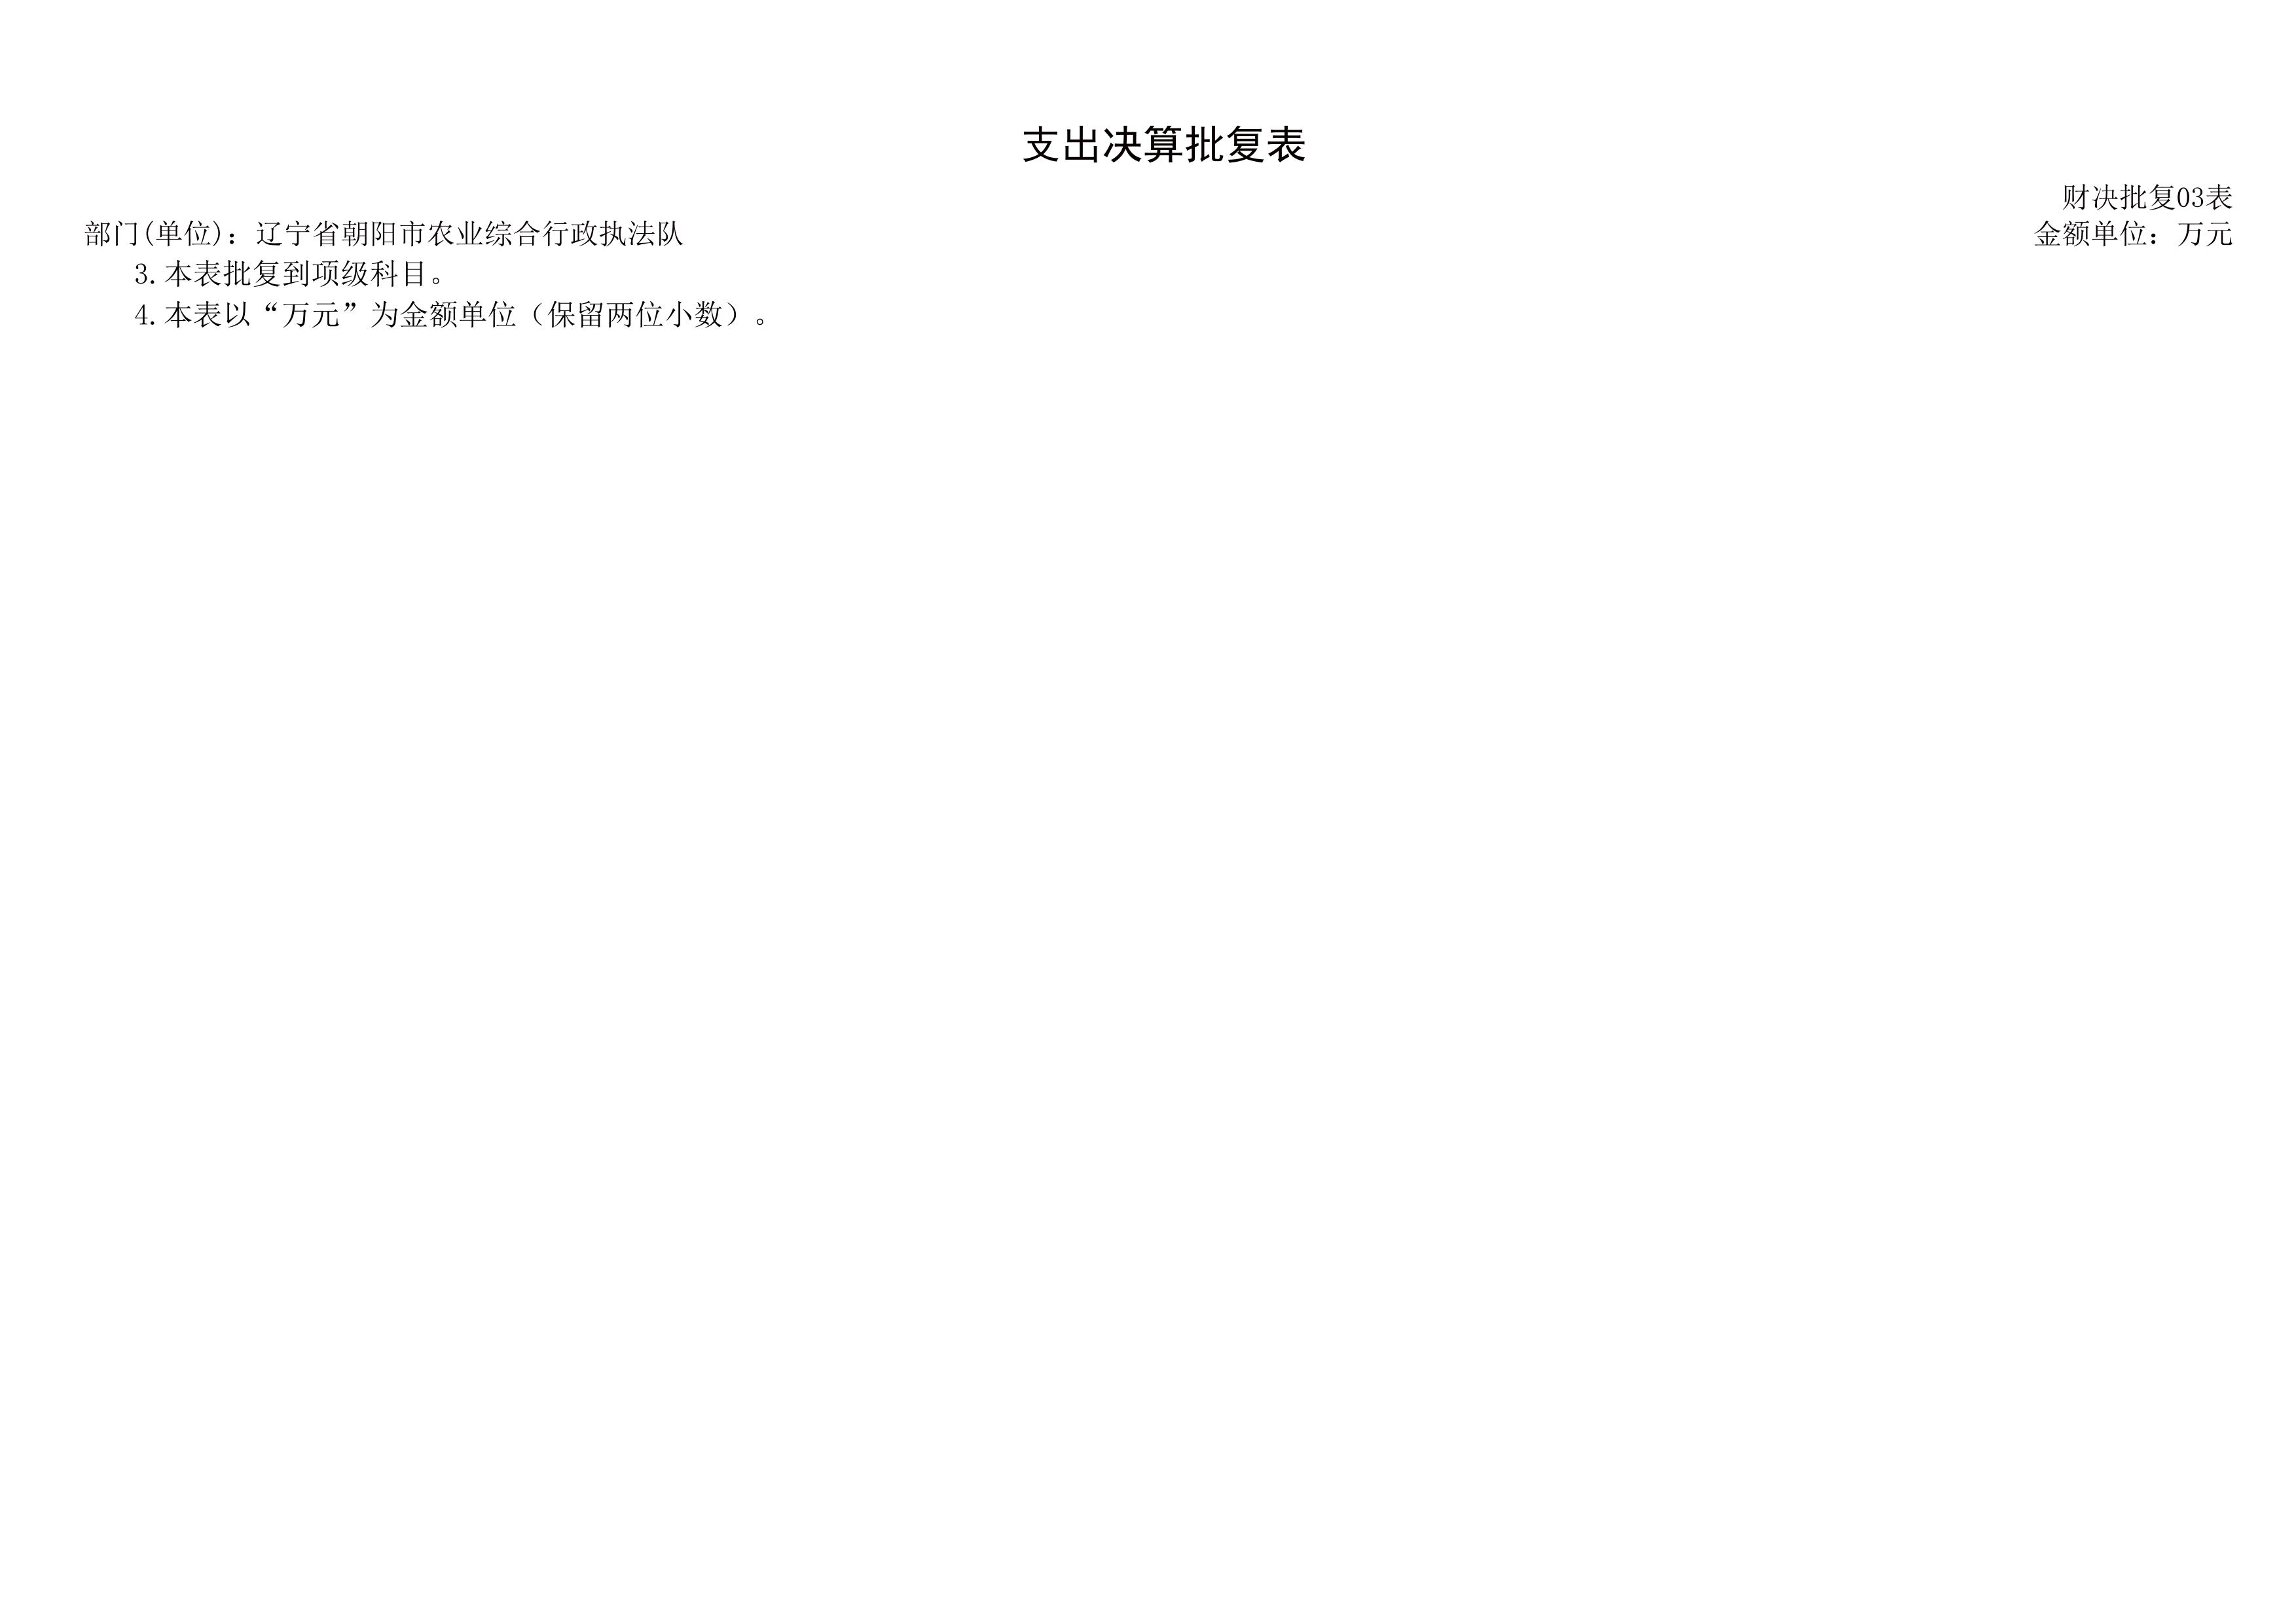 支出决算批复表
财决批复03表
部门(单位)：辽宁省朝阳市农业综合行政执法队 金额单位：万元
3.本表批复到项级科目。
4.本表以“万元”为金额单位（保留两位小数）。